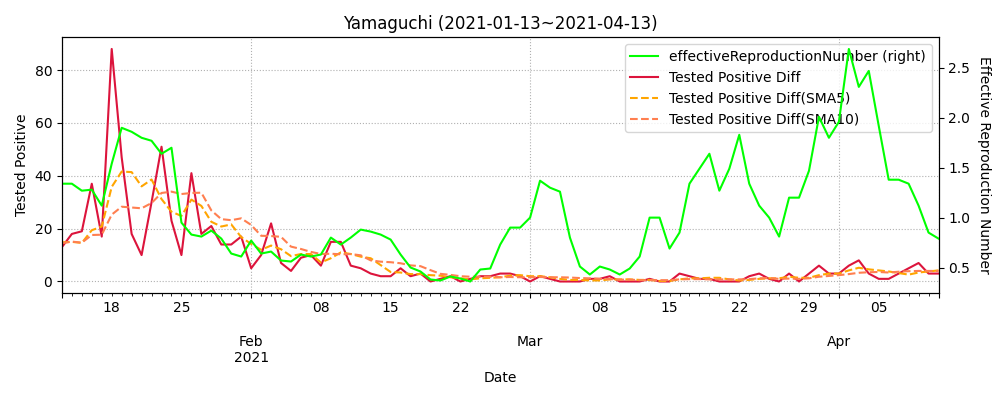 Yamaguchi (2021-01-13~2021-04-13)
effectiveReproductionNumber (right)
Tested Positive Diff
Tested Positive Diff(SMA5)
Tested Positive Diff(SMA10)
Tested Positive
80
60
40
20
0
2.5
2.0
1.5
1.0
0.5
Effective Reproduction Number
18 25 08 15 22 08 15 22 29 05
Feb Mar Apr
2021
Date